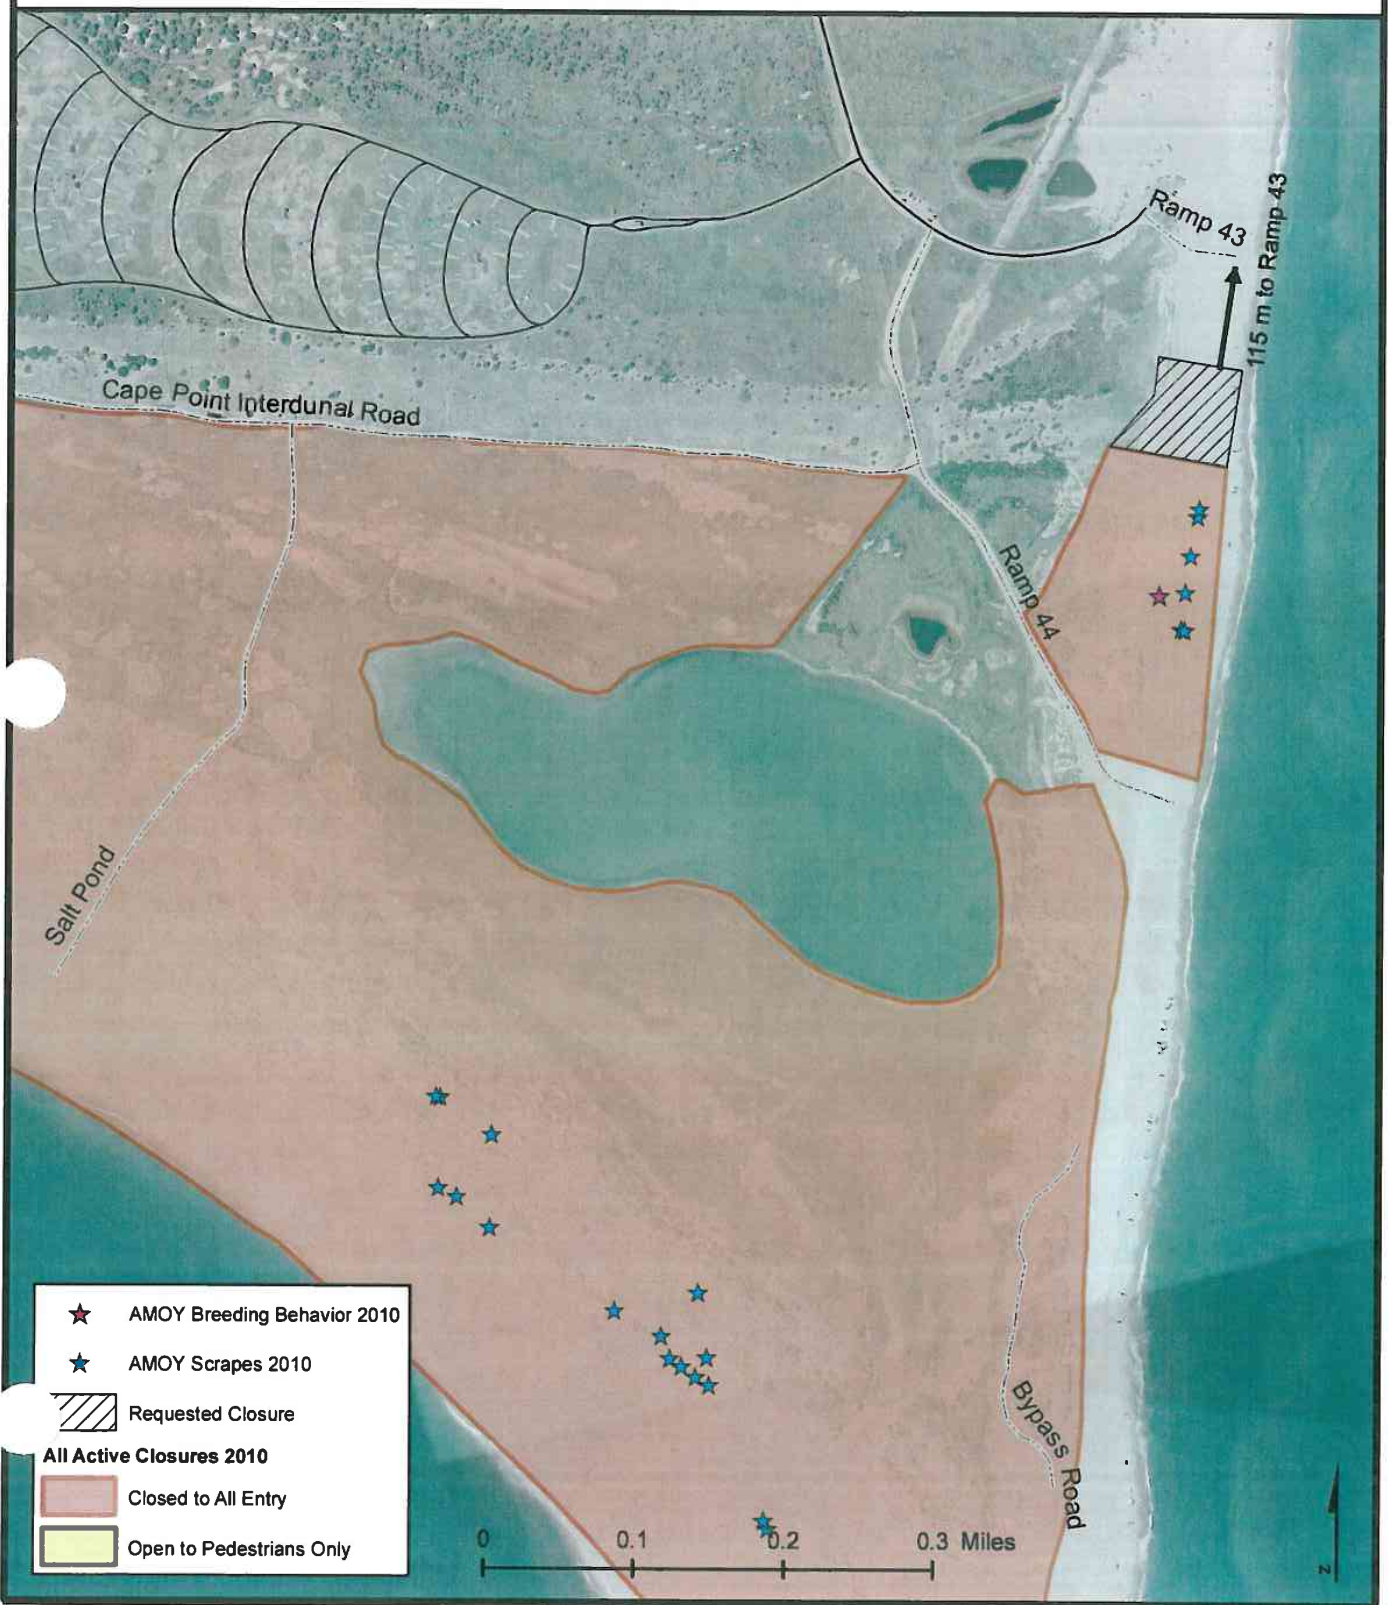 Ramp 43
115 m to Ramp 43
Cape Point Interdunal Road
Ramp 44
Salt Pond
Bypass Road
AMOY Breeding Behavior 2010
AMOY Scrapes 2010
Requested Closure
All Active Closures 2010
Closed to All Entry
Open to Pedestrians Only
0 0.1 0.2 0.3 Miles
N